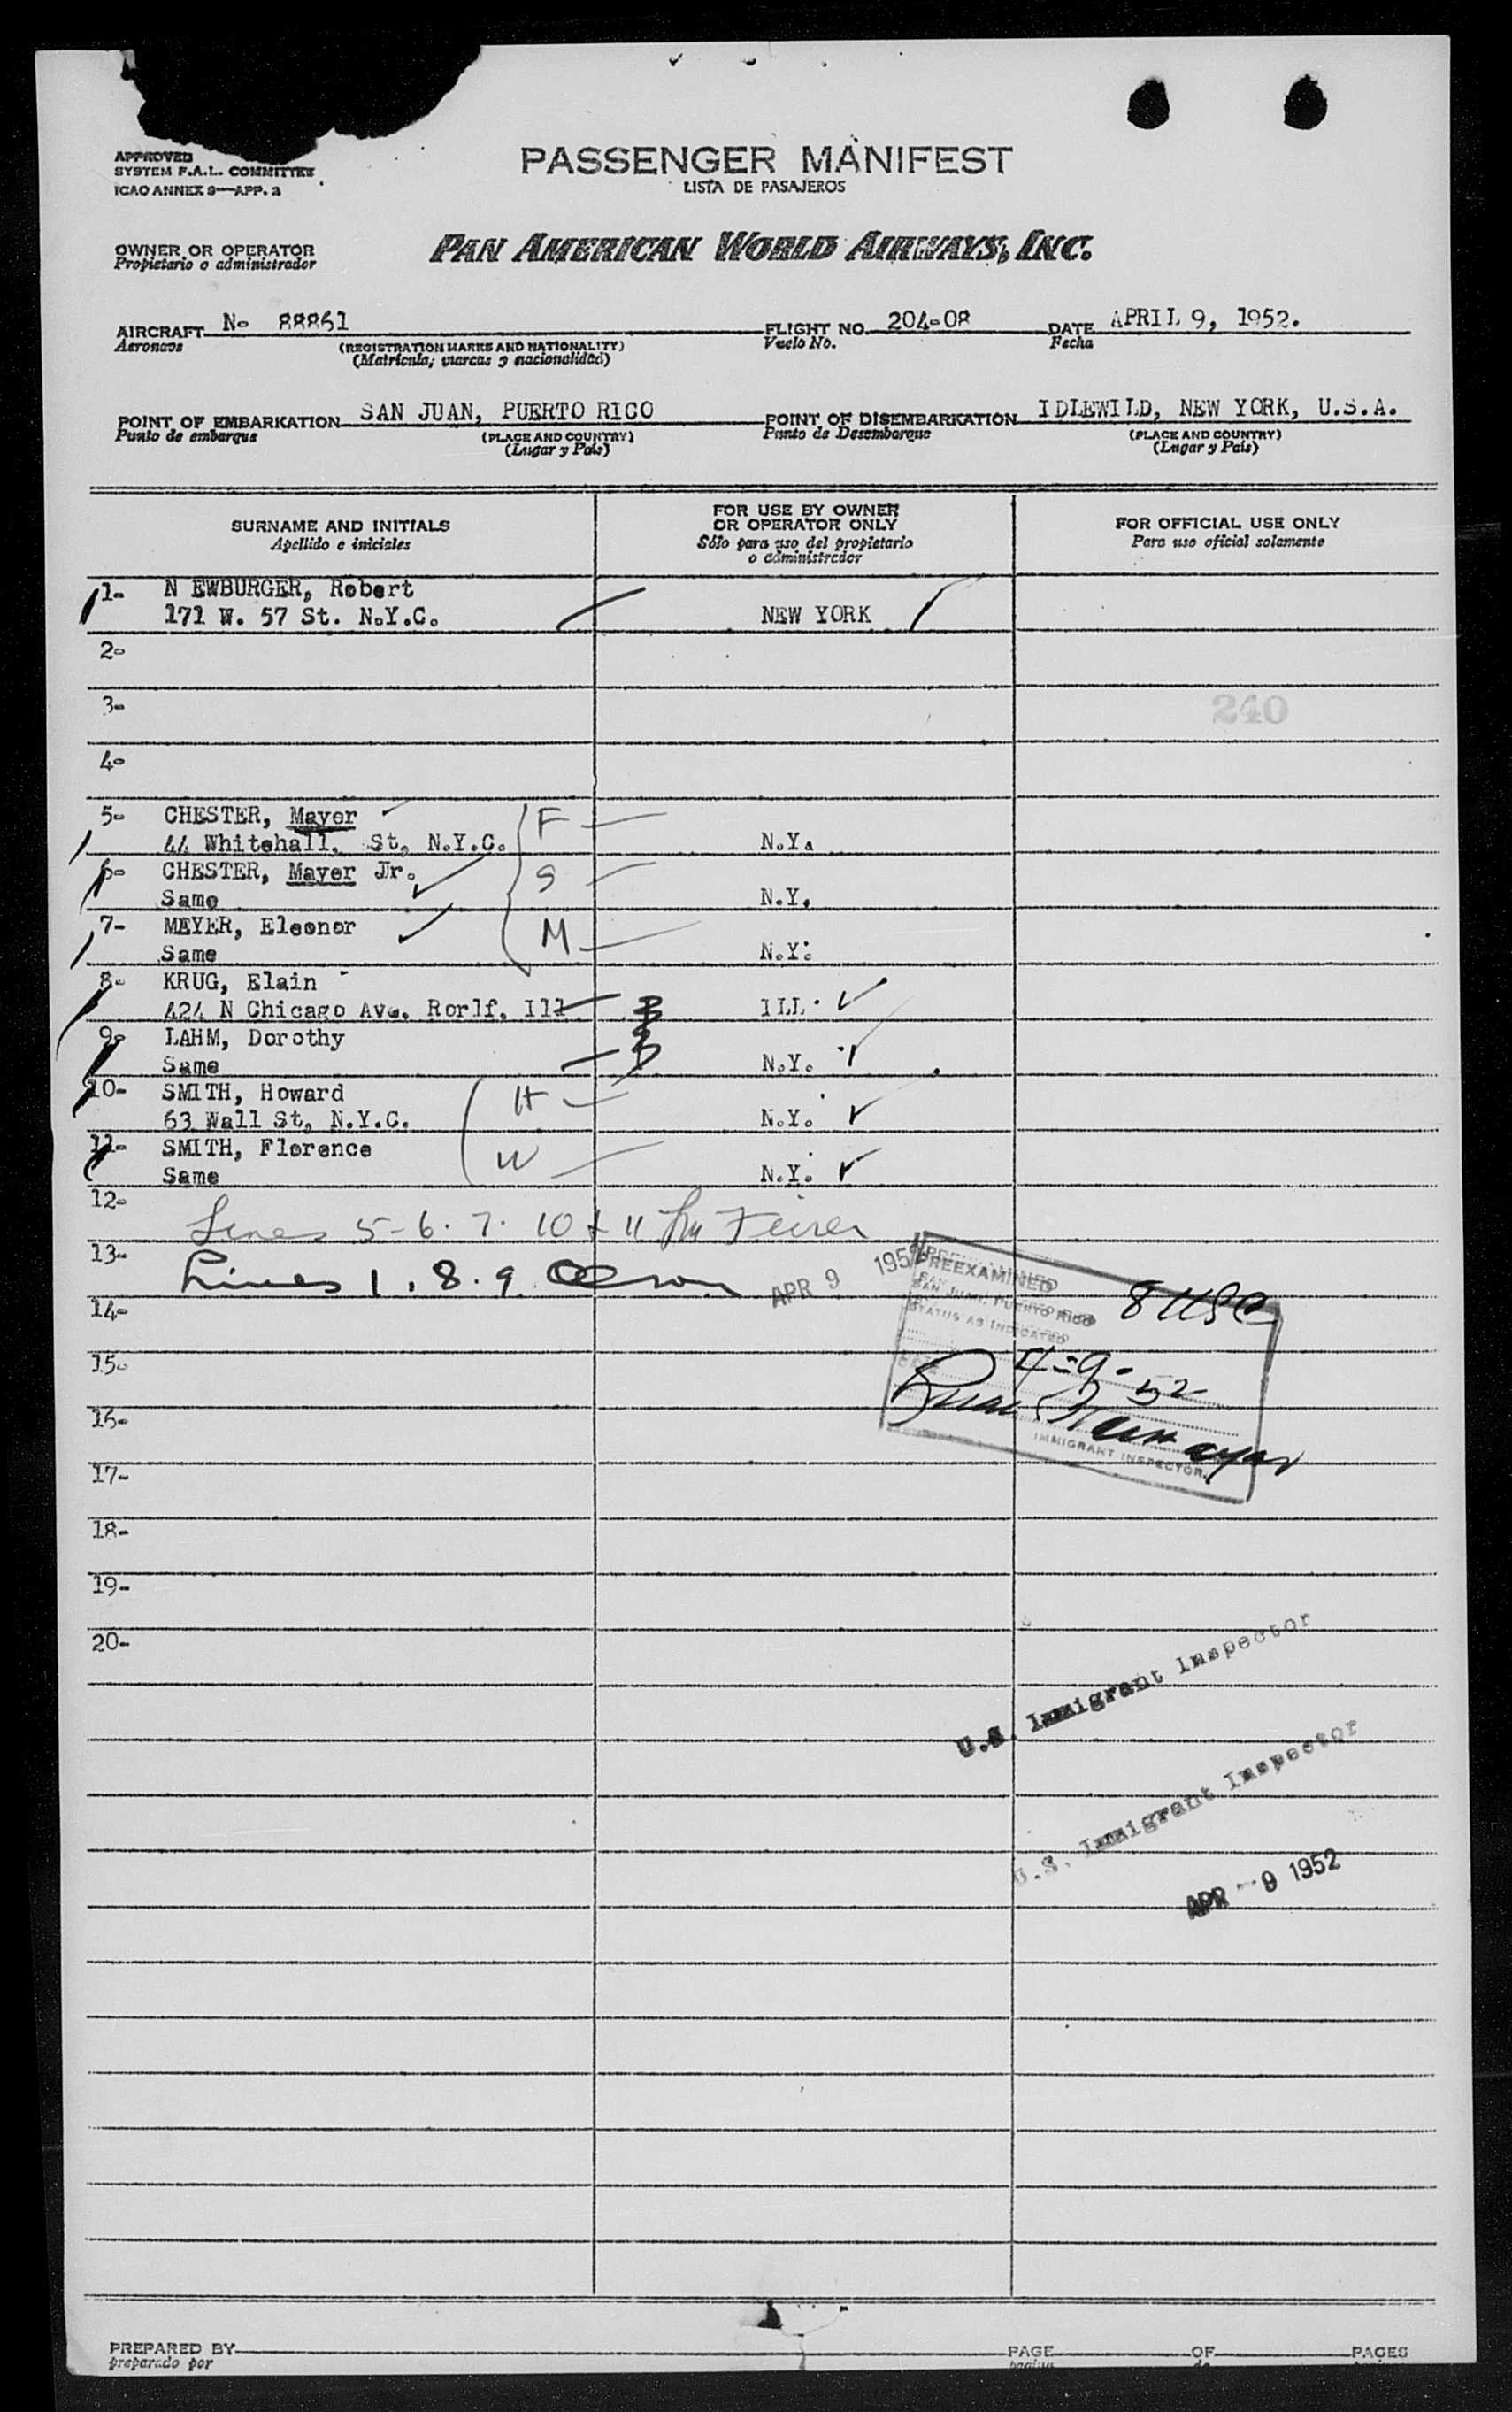 APPROVED
SYSTEM F.A.L. COMMITTEE
ICAO ANNEX 9—APP. 2
PASSENGER MANIFEST
LISTA DE PASAJEROS
OWNER OR OPERATOR
Propietario o administrador
PAN AMERICAN WORLD AIRWAYS, INC.
AIRCRAFT No 88861 FLIGHT NO. 204-08 DATE APRIL 9, 1952.
Aeronave (REGISTRATION MARKS AND NATIONALITY) Vuelo No. Fecha
(Matrícula, marcas y nacionalidad)
POINT OF EMBARKATION SAN JUAN, PUERTO RICO POINT OF DISEMBARKATION IDLEWILD, NEW YORK, U.S.A.
Punto de embarque (PLACE AND COUNTRY) Punto de Desembarque (PLACE AND COUNTRY)
(Lugar y País) (Lugar y País)
SURNAME AND INITIALS
Apellido e iniciales
FOR USE BY OWNER
OR OPERATOR ONLY
Sólo para uso del propietario
o administrador
FOR OFFICIAL USE ONLY
Para uso oficial solamente
1- N EWBURGER, Robert
171 W. 57 St. N.Y.C. NEW YORK
2-
3- 240
4-
5- CHESTER, Mayer F
44 Whitehall. St, N.Y.C. N.Y.
6- CHESTER, Mayer Jr. S
Same N.Y.
7- MEYER, Eleonor M
Same N.Y.
8- KRUG, Elain
424 N Chicago Ave. Rorlf, Ill ILL.
9- LAHM, Dorothy
Same N.Y.
10- SMITH, Howard H
63 Wall St, N.Y.C. N.Y.
11- SMITH, Florence W
Same N.Y.
12-
Lines 5-6. 7. 10 + 11
13-
Lines 1. 8. 9 Olson
APR 9 1952
14-
PREEXAMINED
SAN JUAN, PUERTO RICO
STATUS AS INDICATED
8 USC
15-
4-9-52
16-
IMMIGRANT INSPECTOR
17-
18-
19-
20-
U.S. Immigrant Inspector
U.S. Immigrant Inspector
APR -9 1952
PREPARED BY PAGE OF PAGES
preparado por pagina de